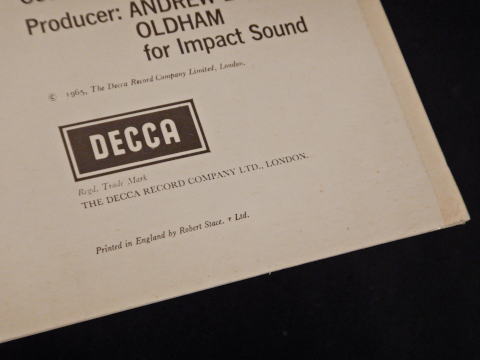 Producer: ANDREW
OLDHAM
for Impact Sound
© 1965, The Decca Record Company Limited, London.
DECCA
Regd. Trade Mark
THE DECCA RECORD COMPANY LTD., LONDON.
Printed in England by Robert Stace Ltd.